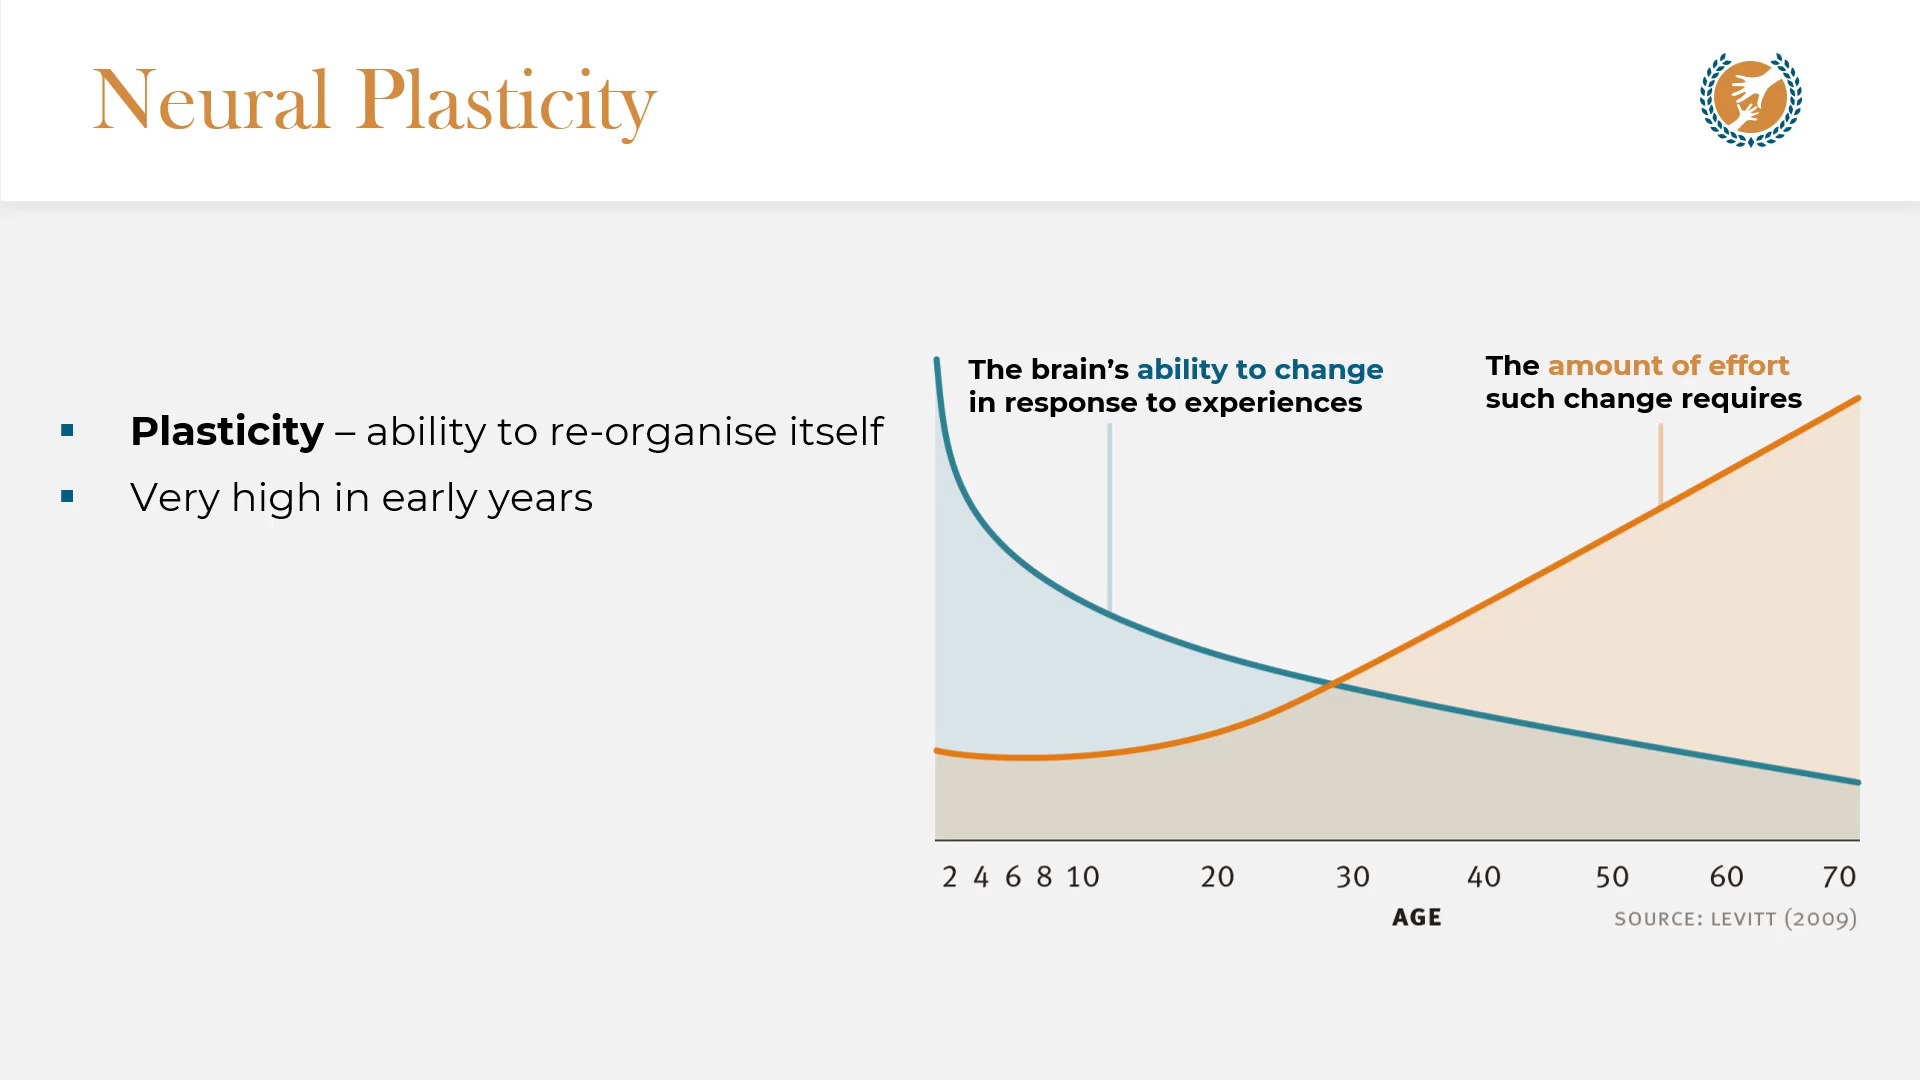 Neural Plasticity
▪ Plasticity – ability to re-organise itself
▪ Very high in early years
The brain’s ability to change
in response to experiences
The amount of effort
such change requires
2 4 6 8 10 20 30 40 50 60 70
AGE
SOURCE: LEVITT (2009)